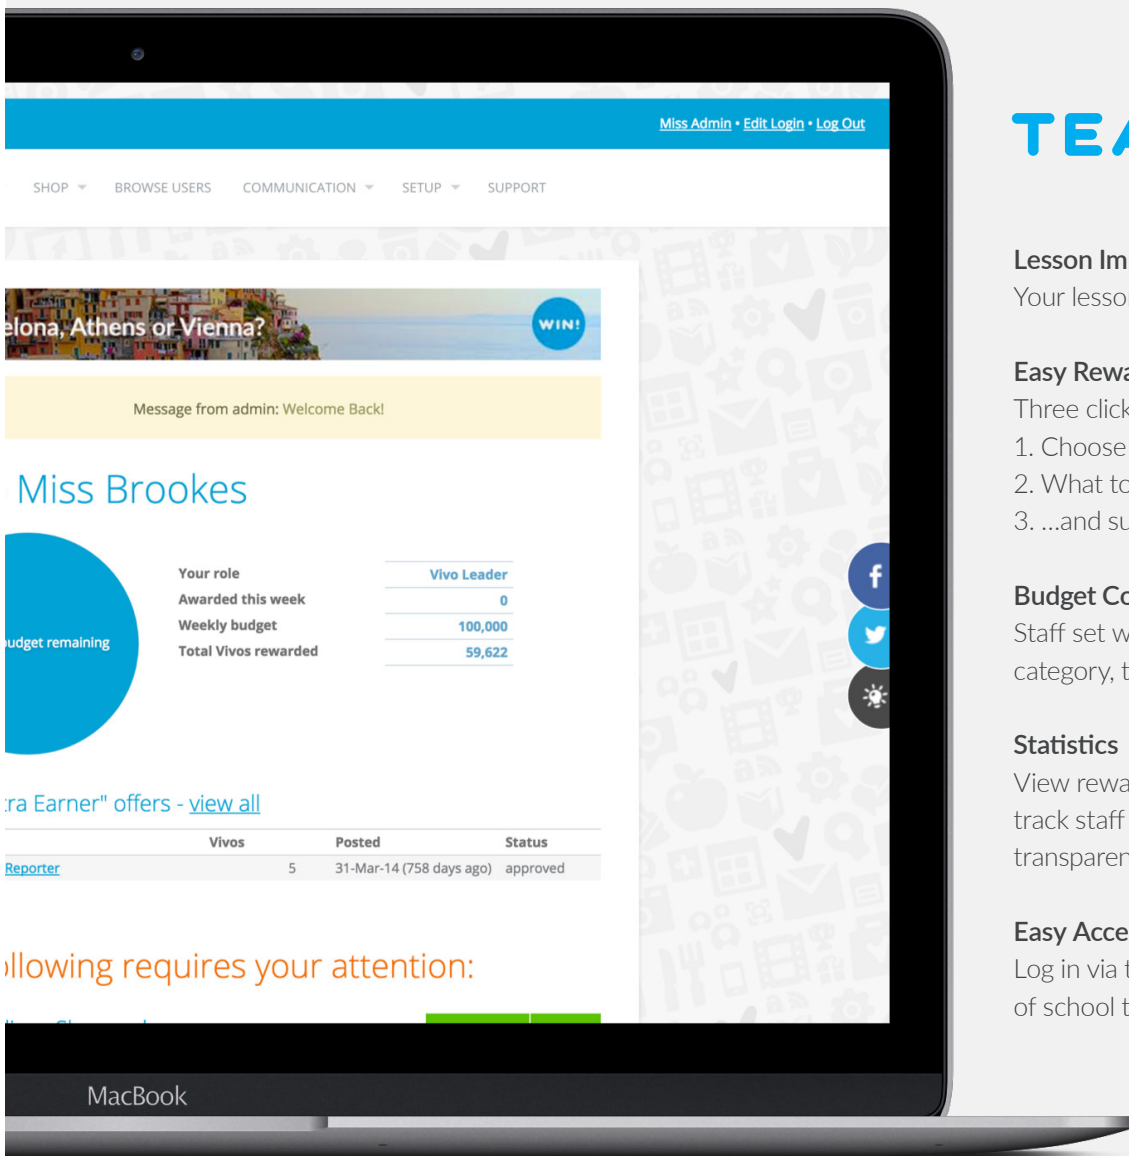 Miss Admin • Edit Login • Log Out
SHOP BROWSE USERS COMMUNICATION SETUP SUPPORT
elona, Athens or Vienna?
WIN!
Message from admin: Welcome Back!
Miss Brookes
budget remaining
Your role Vivo Leader
Awarded this week 0
Weekly budget 100,000
Total Vivos rewarded 59,622
tra Earner" offers - view all
Vivos Posted Status
Reporter 5 31-Mar-14 (758 days ago) approved
ollowing requires your attention:
MacBook
TEA
Lesson Im
Your lesso
Easy Rewa
Three click
1. Choose
2. What to
3. ...and su
Budget Co
Staff set w
category, t
Statistics
View rewa
track staff
transparen
Easy Acce
Log in via t
of school t